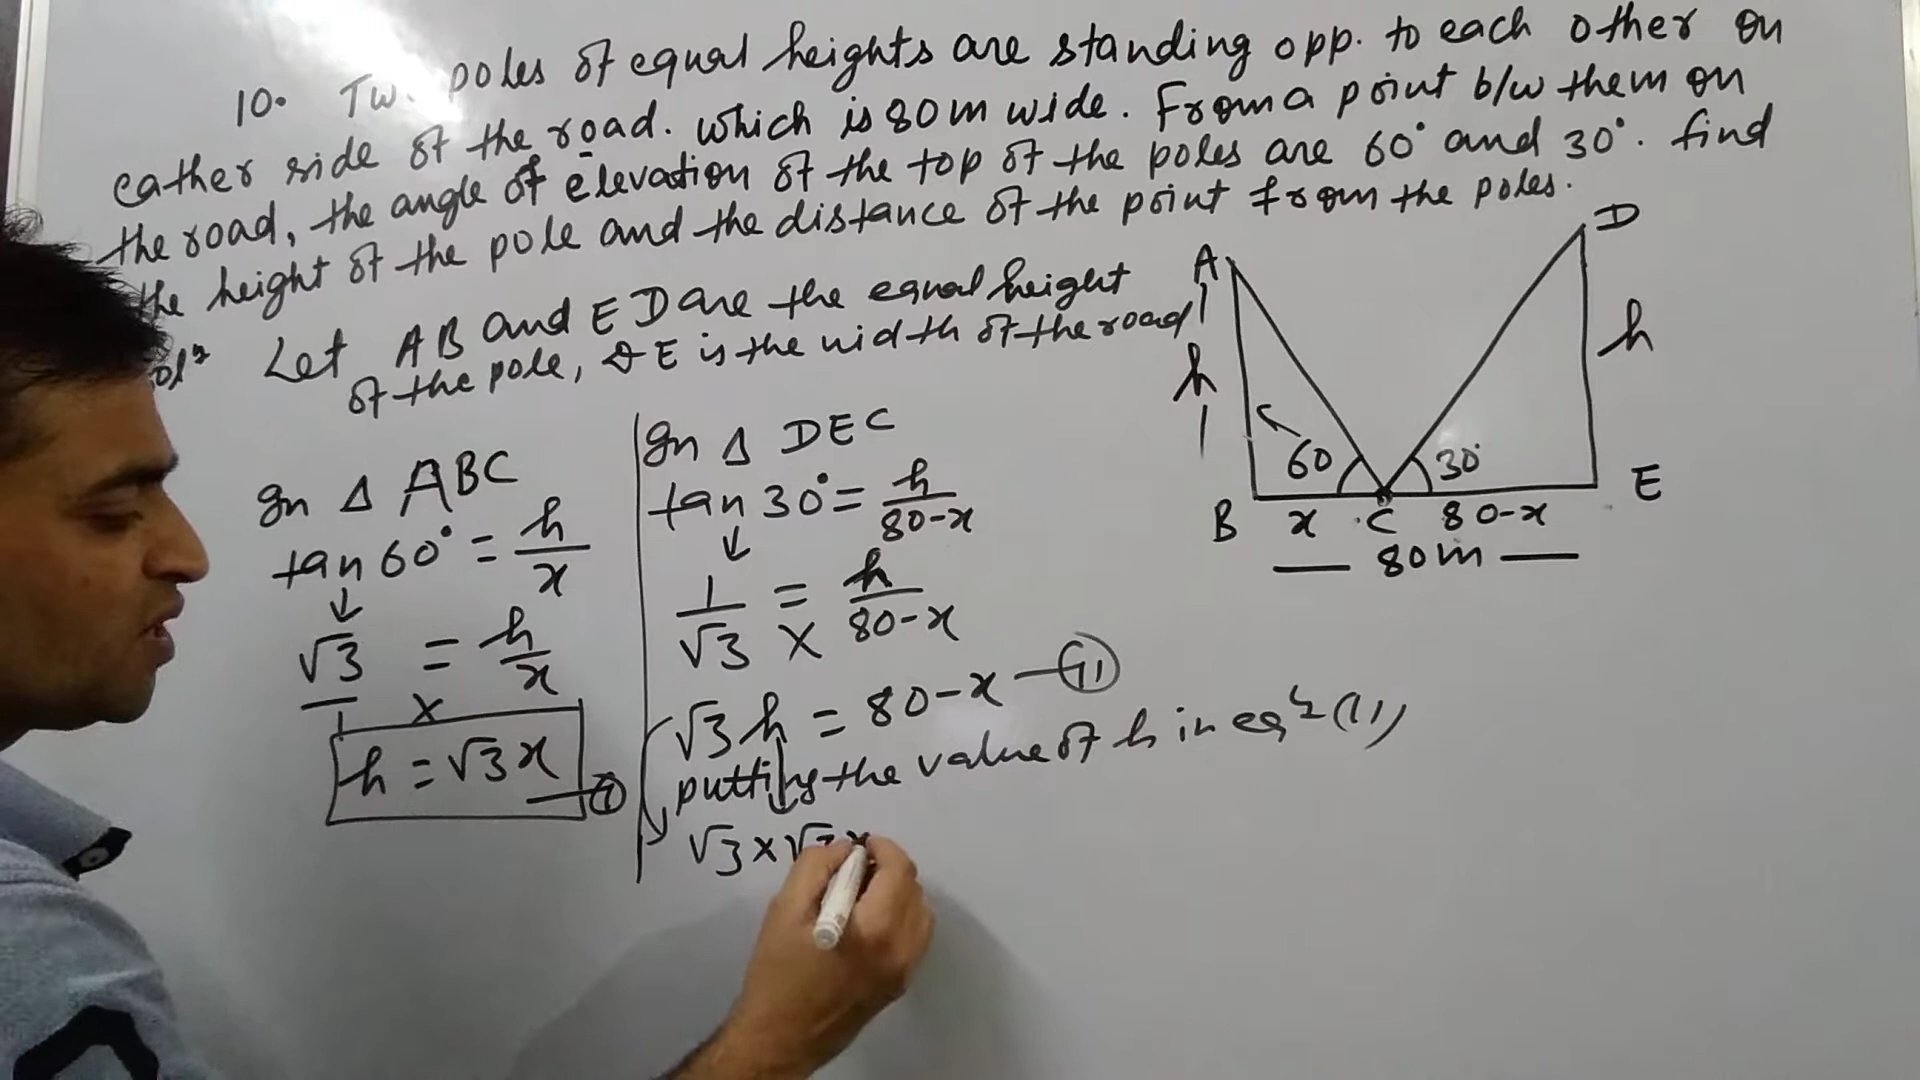 10. Tw. poles of equal heights are standing opp. to each other on
eather side of the road. which is 80m wide. From a point b/w them on
the road, the angle of elevation of the top of the poles are 60° and 30°. find
the height of the pole and the distance of the point from the poles.
Let AB and ED are the equal height
of the pole, E is the width of the road
In Δ ABC
tan 60° = h/x
√3 = h/x
h = √3x
In Δ DEC
tan 30° = h/80-x
1/√3 = h/80-x
√3h = 80-x — (11)
putting the value of h in eqn (11)
√3×√3x
A
D
h
h
60
30°
B
x
C
80-x
E
80m